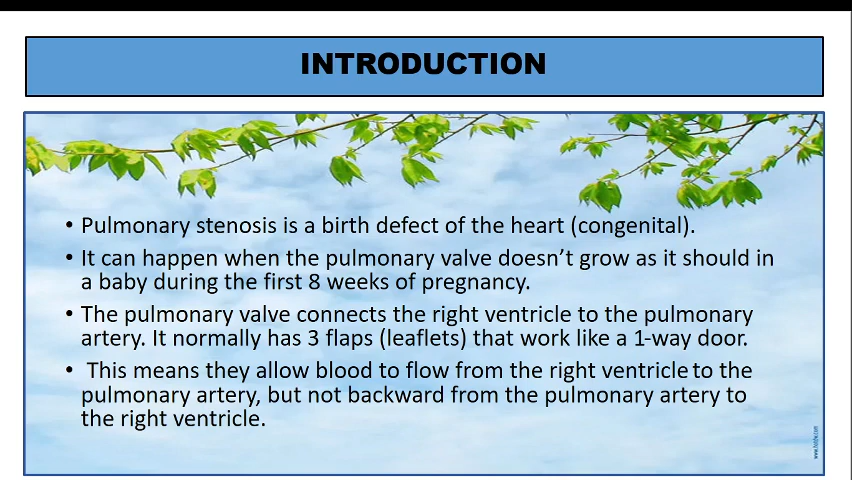 INTRODUCTION
• Pulmonary stenosis is a birth defect of the heart (congenital).
• It can happen when the pulmonary valve doesn’t grow as it should in
a baby during the first 8 weeks of pregnancy.
• The pulmonary valve connects the right ventricle to the pulmonary
artery. It normally has 3 flaps (leaflets) that work like a 1-way door.
• This means they allow blood to flow from the right ventricle to the
pulmonary artery, but not backward from the pulmonary artery to
the right ventricle.